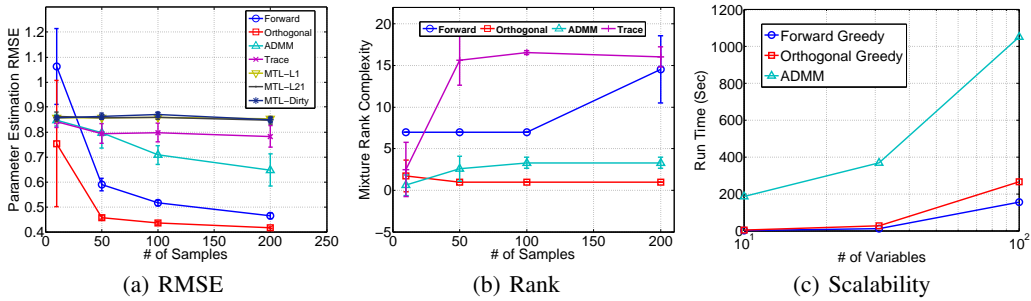 Parameter Estimation RMSE
1.2
1.1
1
0.9
0.8
0.7
0.6
0.5
0.4
0
50
100
150
200
250
# of Samples
Forward
Orthogonal
ADMM
Trace
MTL−L1
MTL−L21
MTL−Dirty
(a) RMSE
Mixture Rank Complexity
20
15
10
5
0
−5
0
50
100
150
200
# of Samples
Forward
Orthogonal
ADMM
Trace
(b) Rank
Run Time (Sec)
1200
1000
800
600
400
200
0
10^1
10^2
# of Variables
Forward Greedy
Orthogonal Greedy
ADMM
(c) Scalability